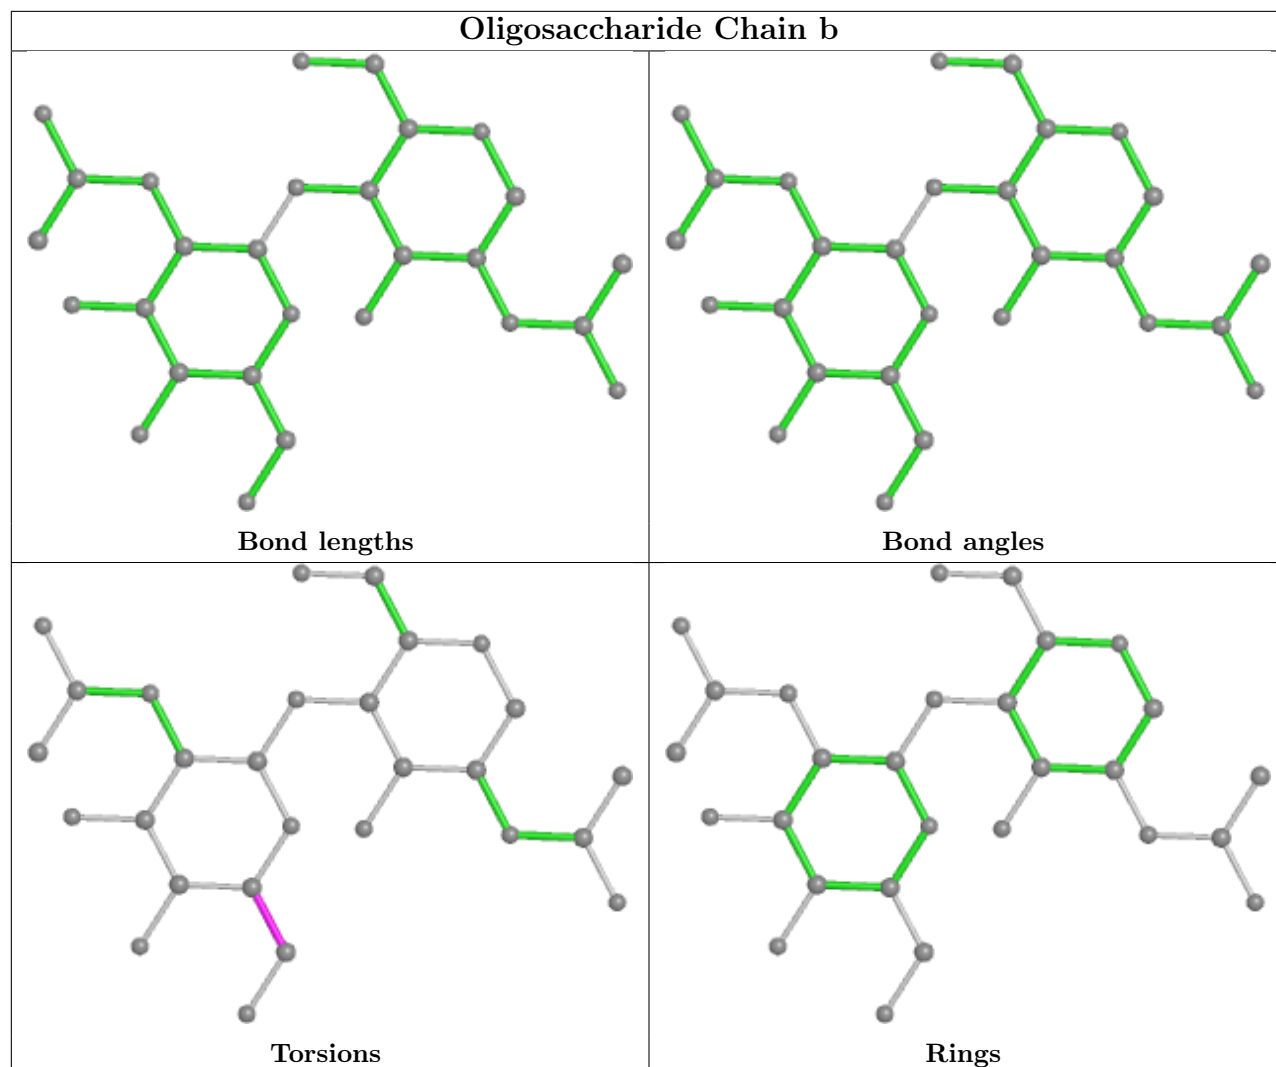 Oligosaccharide Chain b
Bond lengths
Bond angles
Torsions
Rings